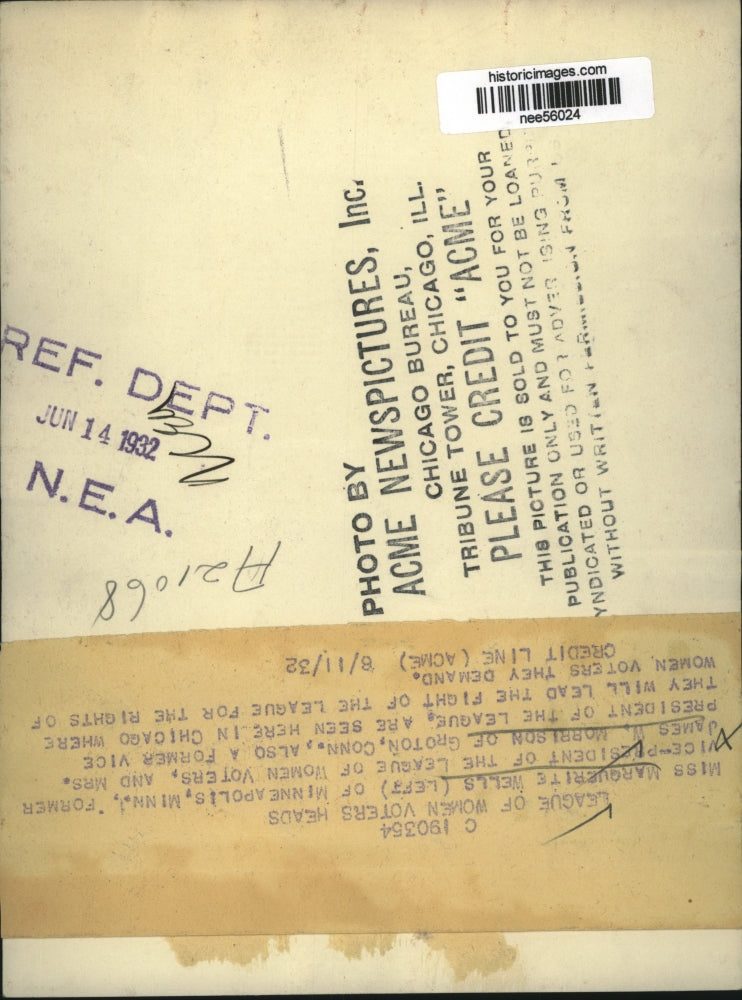 historicimages.com
nee56024
REF. DEPT.
JUN 14 1932
N.E.A.
NEW
PHOTO BY
ACME NEWSPICTURES, Inc.
CHICAGO BUREAU,
TRIBUNE TOWER, CHICAGO, ILL.
PLEASE CREDIT "ACME"
THIS PICTURE IS SOLD TO YOU FOR YOUR
PUBLICATION ONLY AND MUST NOT BE LOANED
YNDICATED OR USED FOR ADVERTISING PURP
WITHOUT WRITTEN PERMISSION FROM US
A21068
C 190354
LEAGUE OF WOMEN VOTERS HEADS
MISS MARGUERITE WELLS (LEFT) OF MINNEAPOLIS, MINN., FORMER
VICE-PRESIDENT OF THE LEAGUE OF WOMEN VOTERS, AND MRS.
JAMES W. MORRISON OF GROTON, CONN., ALSO A FORMER VICE
PRESIDENT OF THE LEAGUE, ARE SEEN HERE IN CHICAGO WHERE
THEY WILL LEAD THE FIGHT OF THE LEAGUE FOR THE RIGHTS OF
WOMEN VOTERS THEY DEMAND.
CREDIT LINE (ACME) 6/11/32